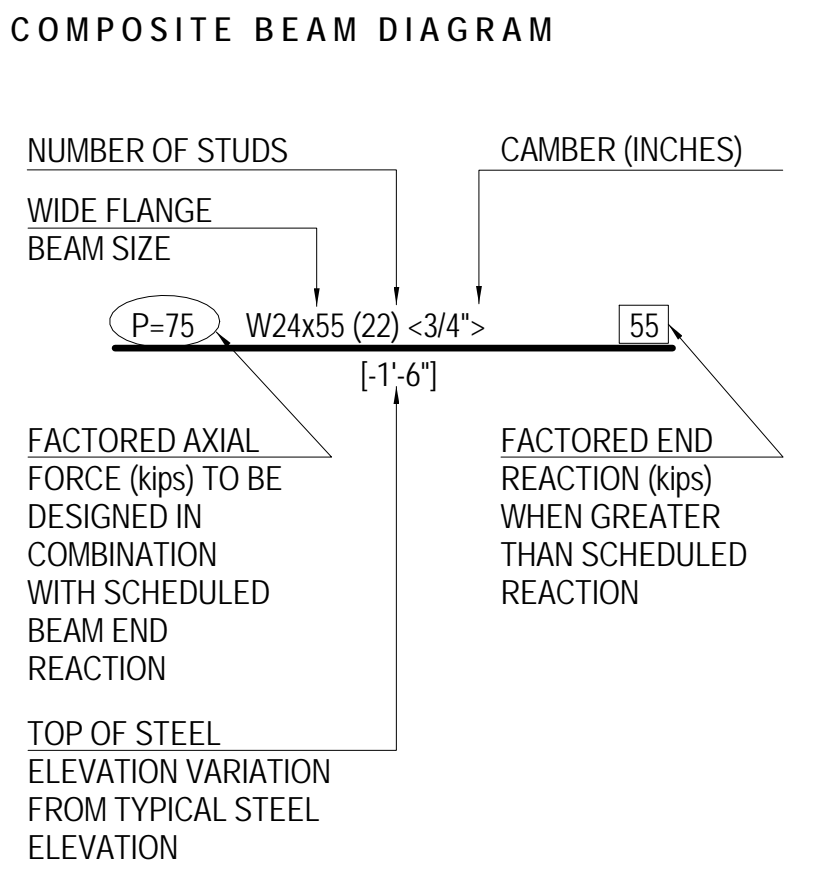 COMPOSITE BEAM DIAGRAM
NUMBER OF STUDS
CAMBER (INCHES)
WIDE FLANGE
BEAM SIZE
P=75
W24x55 (22) <3/4">
55
[-1'-6"]
FACTORED AXIAL
FORCE (kips) TO BE
DESIGNED IN
COMBINATION
WITH SCHEDULED
BEAM END
REACTION
FACTORED END
REACTION (kips)
WHEN GREATER
THAN SCHEDULED
REACTION
TOP OF STEEL
ELEVATION VARIATION
FROM TYPICAL STEEL
ELEVATION